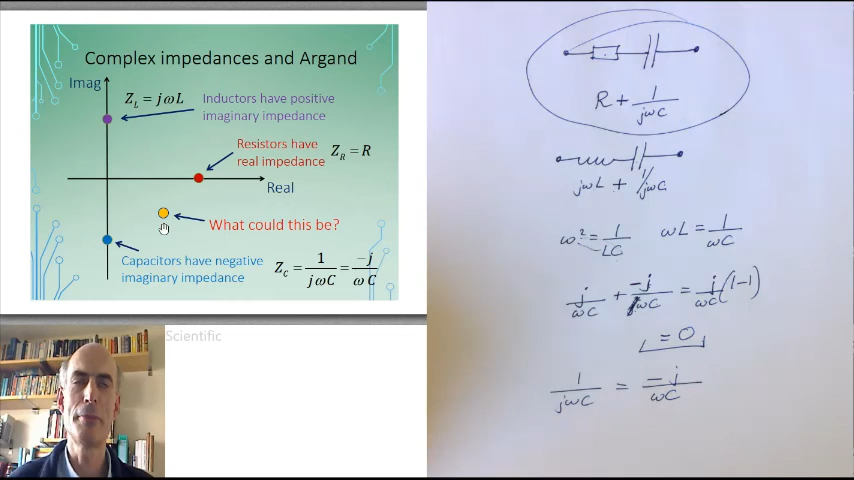 Complex impedances and Argand
Imag
Z_L = jωL
Inductors have positive
imaginary impedance
Resistors have
real impedance
Z_R = R
Real
What could this be?
Capacitors have negative
imaginary impedance
Z_C = 1/jωC = -j/ωC
Scientific
R + 1/jωC
jωL + 1/jωC
ω² = 1/LC
ωL = 1/ωC
j/ωC + -j/ωC = j/ωC (1-1)
= 0
1/jωC = -j/ωC